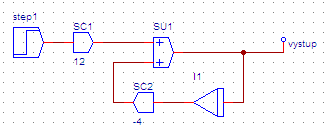 step1
SC1
SU1
vystup
12
+
+
SC2
I1
-4